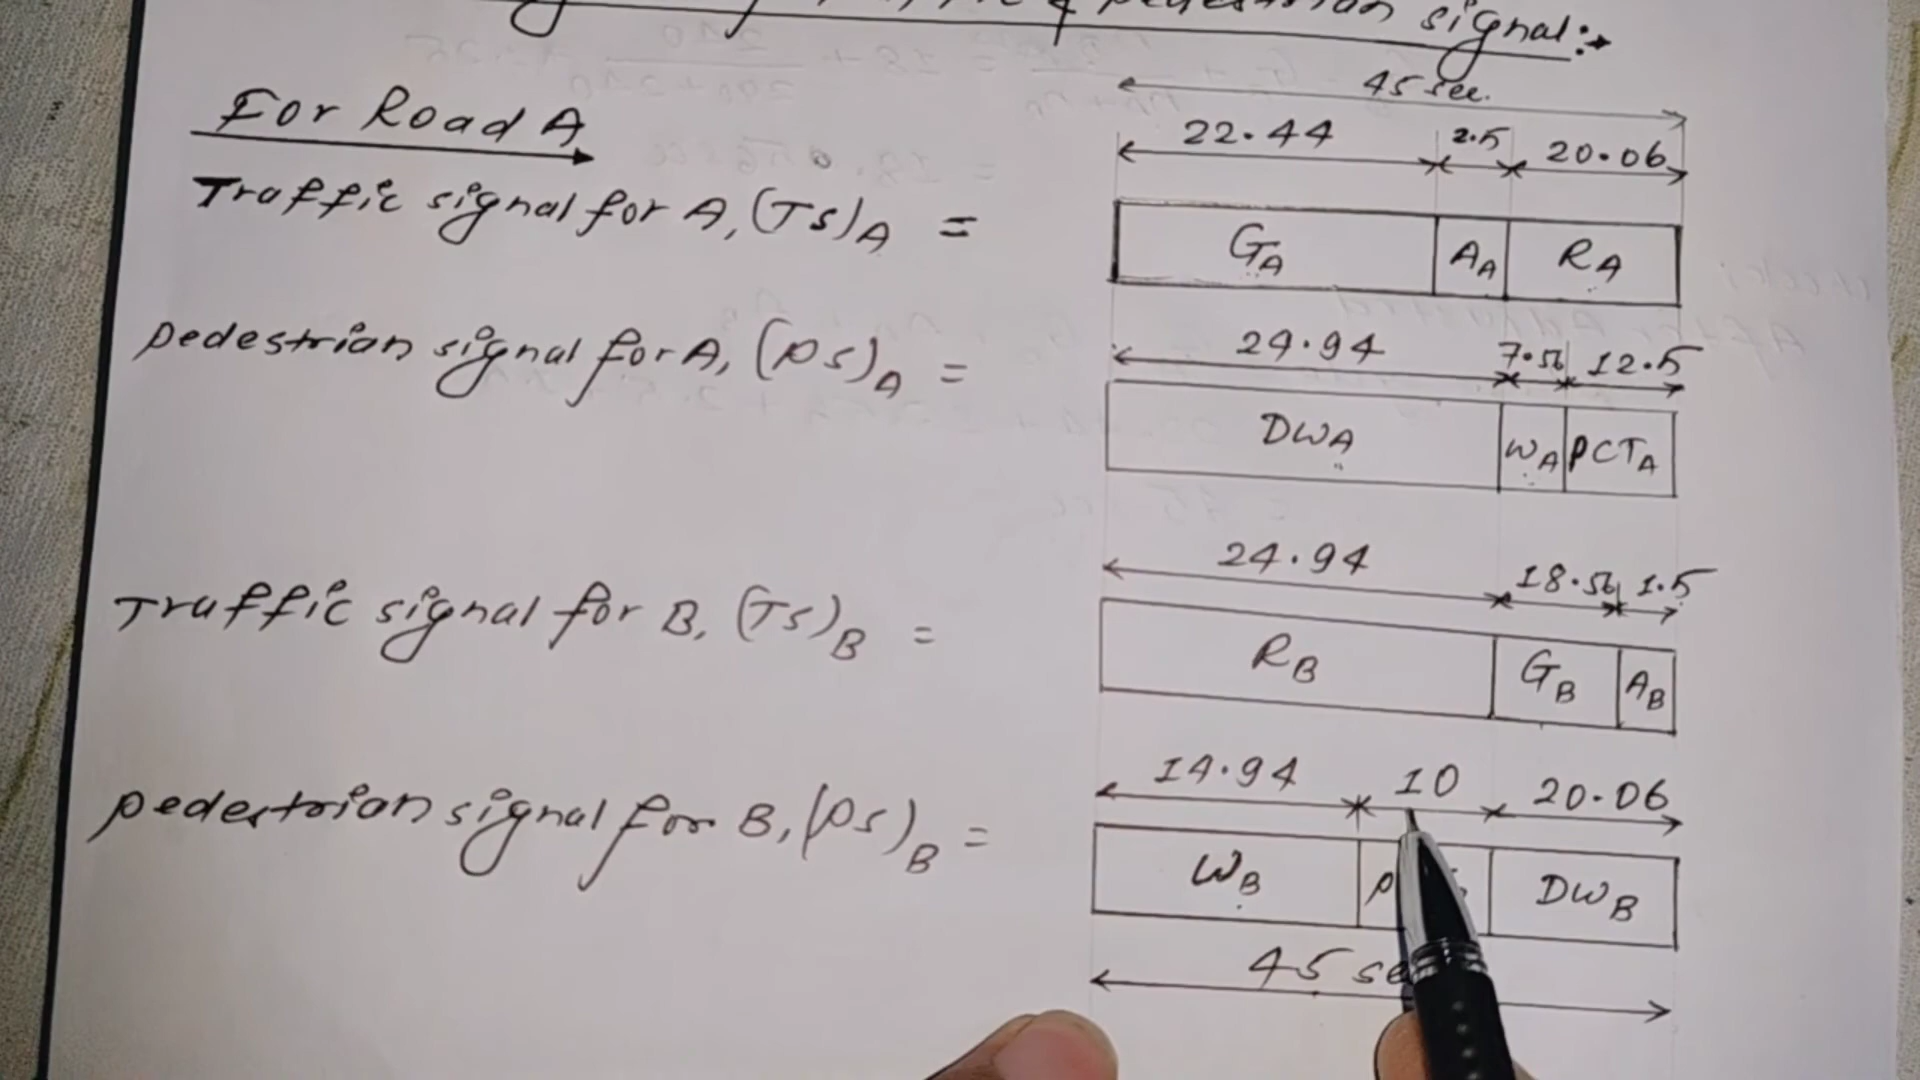 pedestrian signal:-
45 sec.
For Road A
22.44 2.5 20.06
Traffic signal for A, (Ts)A =
GA AA RA
24.94 7.56 12.5
pedestrian signal for A, (ps)A =
DWA WA PCTA
24.94 18.56 1.5
Traffic signal for B, (Ts)B =
RB GB AB
14.94 10 20.06
pedestrian signal for B, (ps)B =
WB DWB
45 se